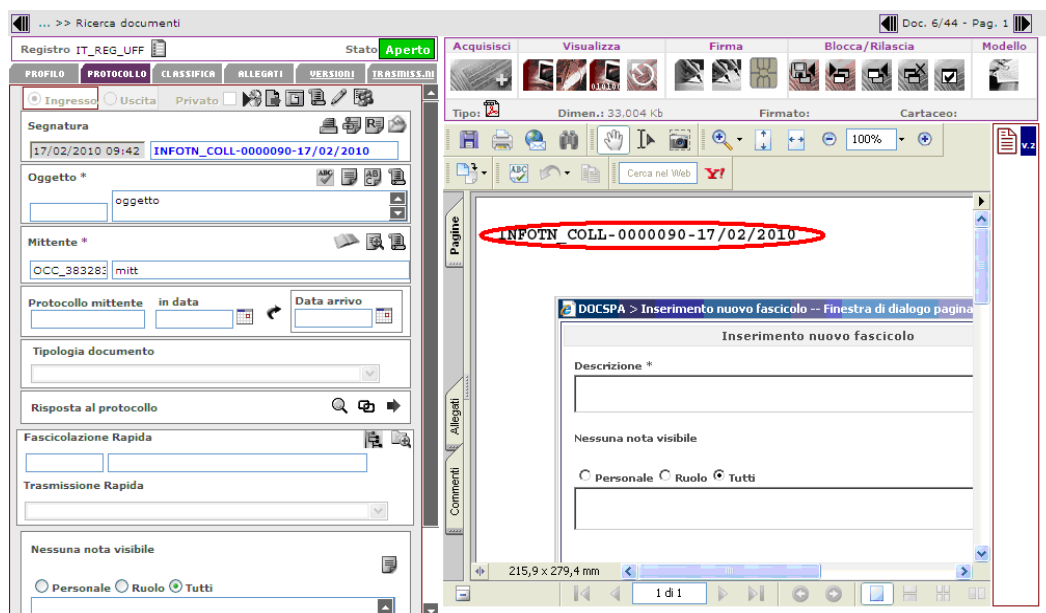 ... >> Ricerca documenti
Doc. 6/44 - Pag. 1
Registro IT_REG_UFF
Stato Aperto
PROFILO PROTOCOLLO CLASSIFICA ALLEGATI VERSIONI TRASMISS.NI
Ingresso Uscita Privato
Segnatura
17/02/2010 09:42 INFOTN_COLL-0000090-17/02/2010
Oggetto *
oggetto
Mittente *
OCC_383283 mitt
Protocollo mittente in data Data arrivo
Tipologia documento
Risposta al protocollo
Fascicolazione Rapida
Trasmissione Rapida
Nessuna nota visibile
Personale Ruolo Tutti
Acquisisci Visualizza Firma Blocca/Rilascia Modello
Tipo: Dimen.: 33,004 Kb Firmato: Cartaceo:
100%
V.2
Cerca nel Web Y!
Pagine
Allegati
Commenti
INFOTN_COLL-0000090-17/02/2010
DOCSPA > Inserimento nuovo fascicolo -- Finestra di dialogo pagina
Inserimento nuovo fascicolo
Descrizione *
Nessuna nota visibile
Personale Ruolo Tutti
215,9 x 279,4 mm
1 di 1